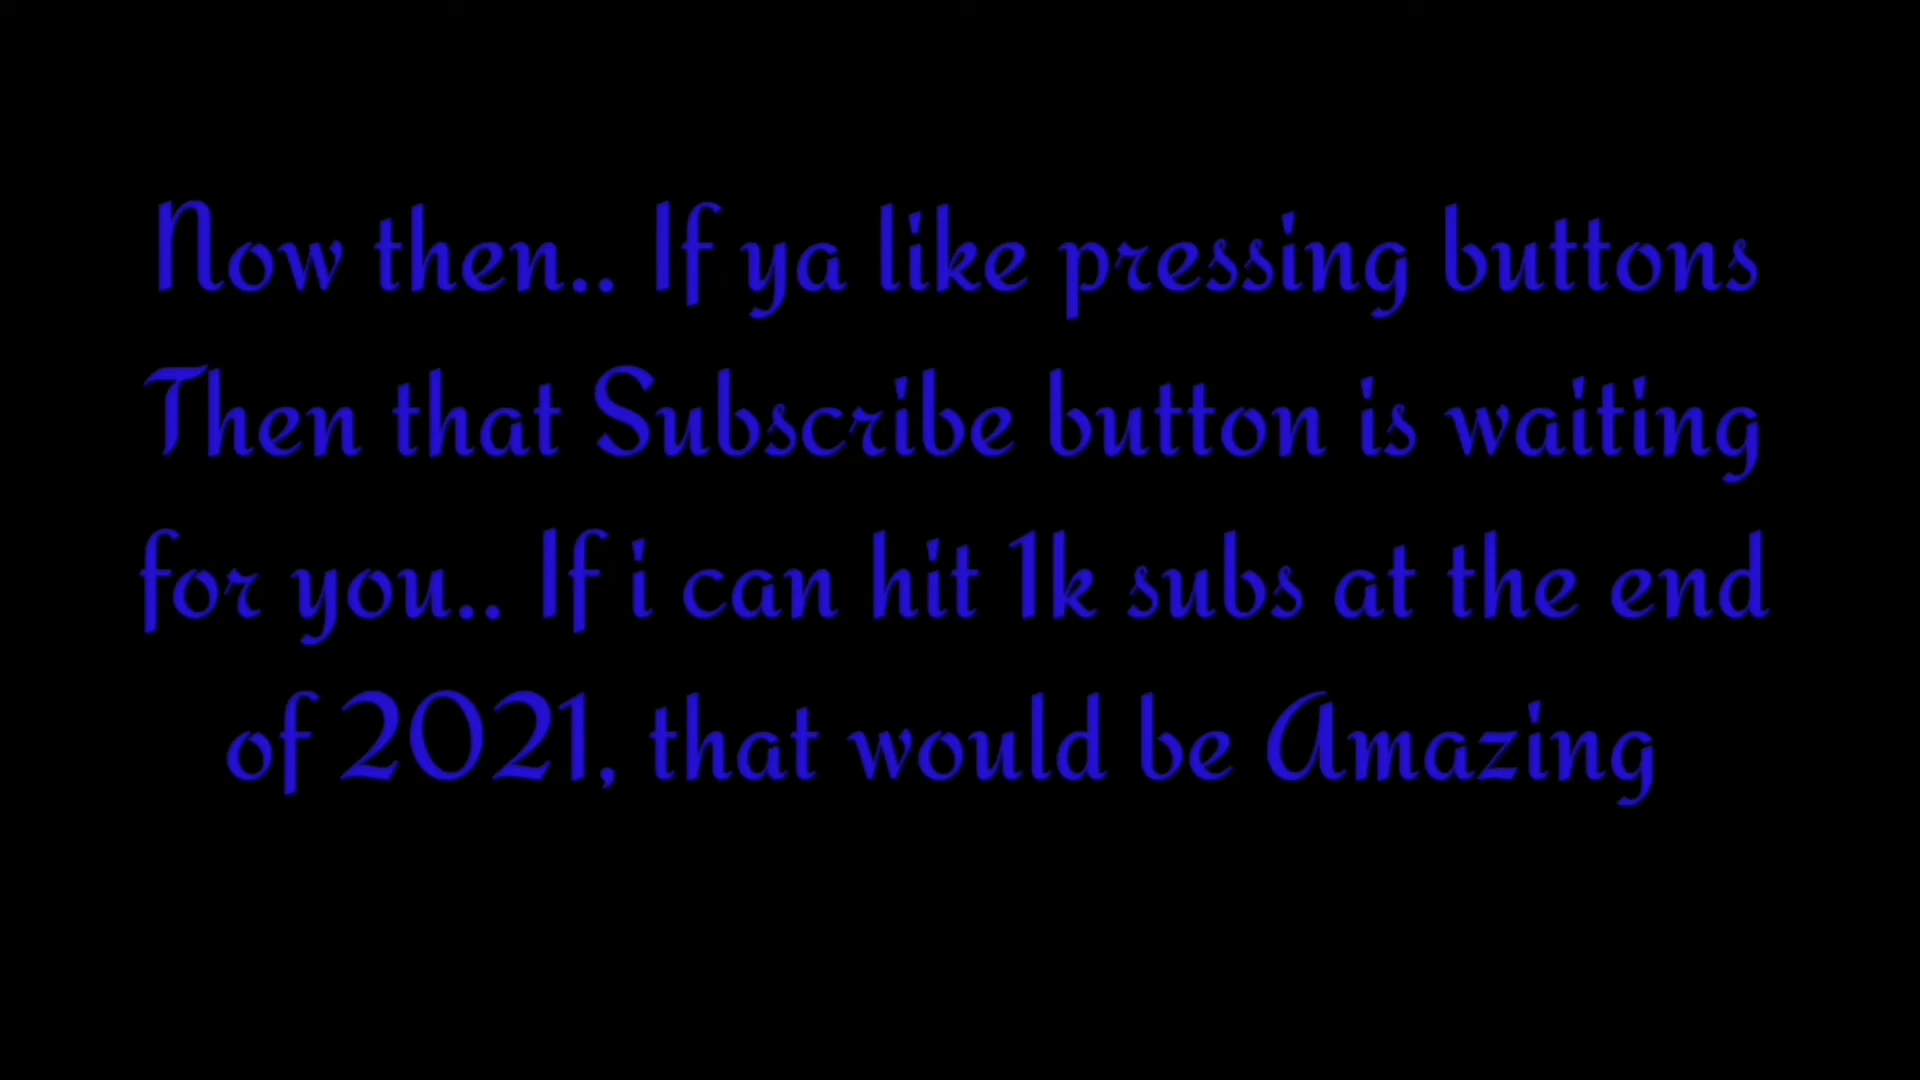 Now then.. If ya like pressing buttons
Then that Subscribe button is waiting
for you.. If i can hit 1k subs at the end
of 2021, that would be Amazing